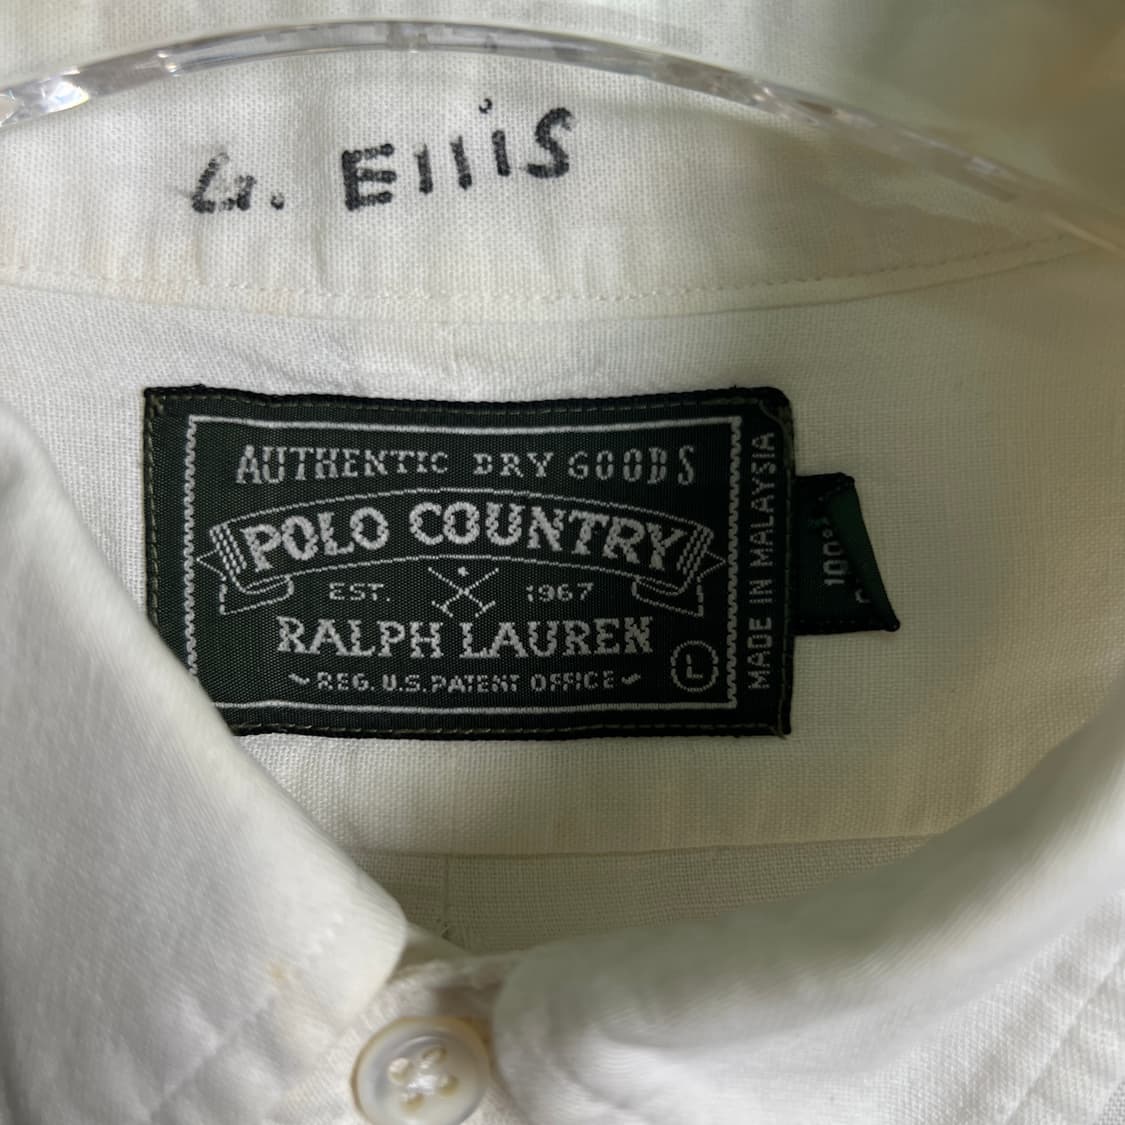 G. Ellis
AUTHENTIC DRY GOODS
POLO COUNTRY
EST. 1967
RALPH LAUREN
REG. U.S. PATENT OFFICE
L
MADE IN MALAYSIA